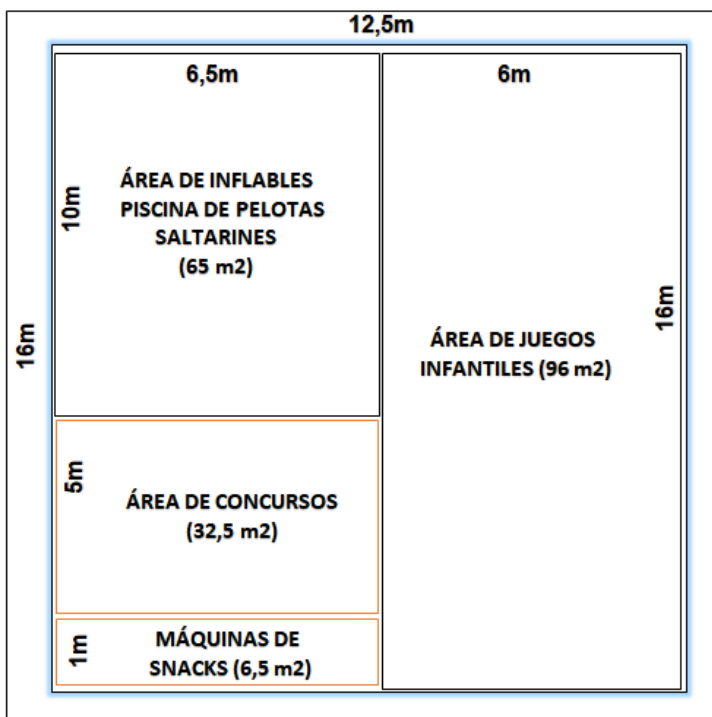 12,5m
6,5m
6m
10m
ÁREA DE INFLABLES
PISCINA DE PELOTAS
SALTARINES
(65 m2)
16m
16m
ÁREA DE JUEGOS
INFANTILES (96 m2)
5m
ÁREA DE CONCURSOS
(32,5 m2)
1m
MÁQUINAS DE
SNACKS (6,5 m2)